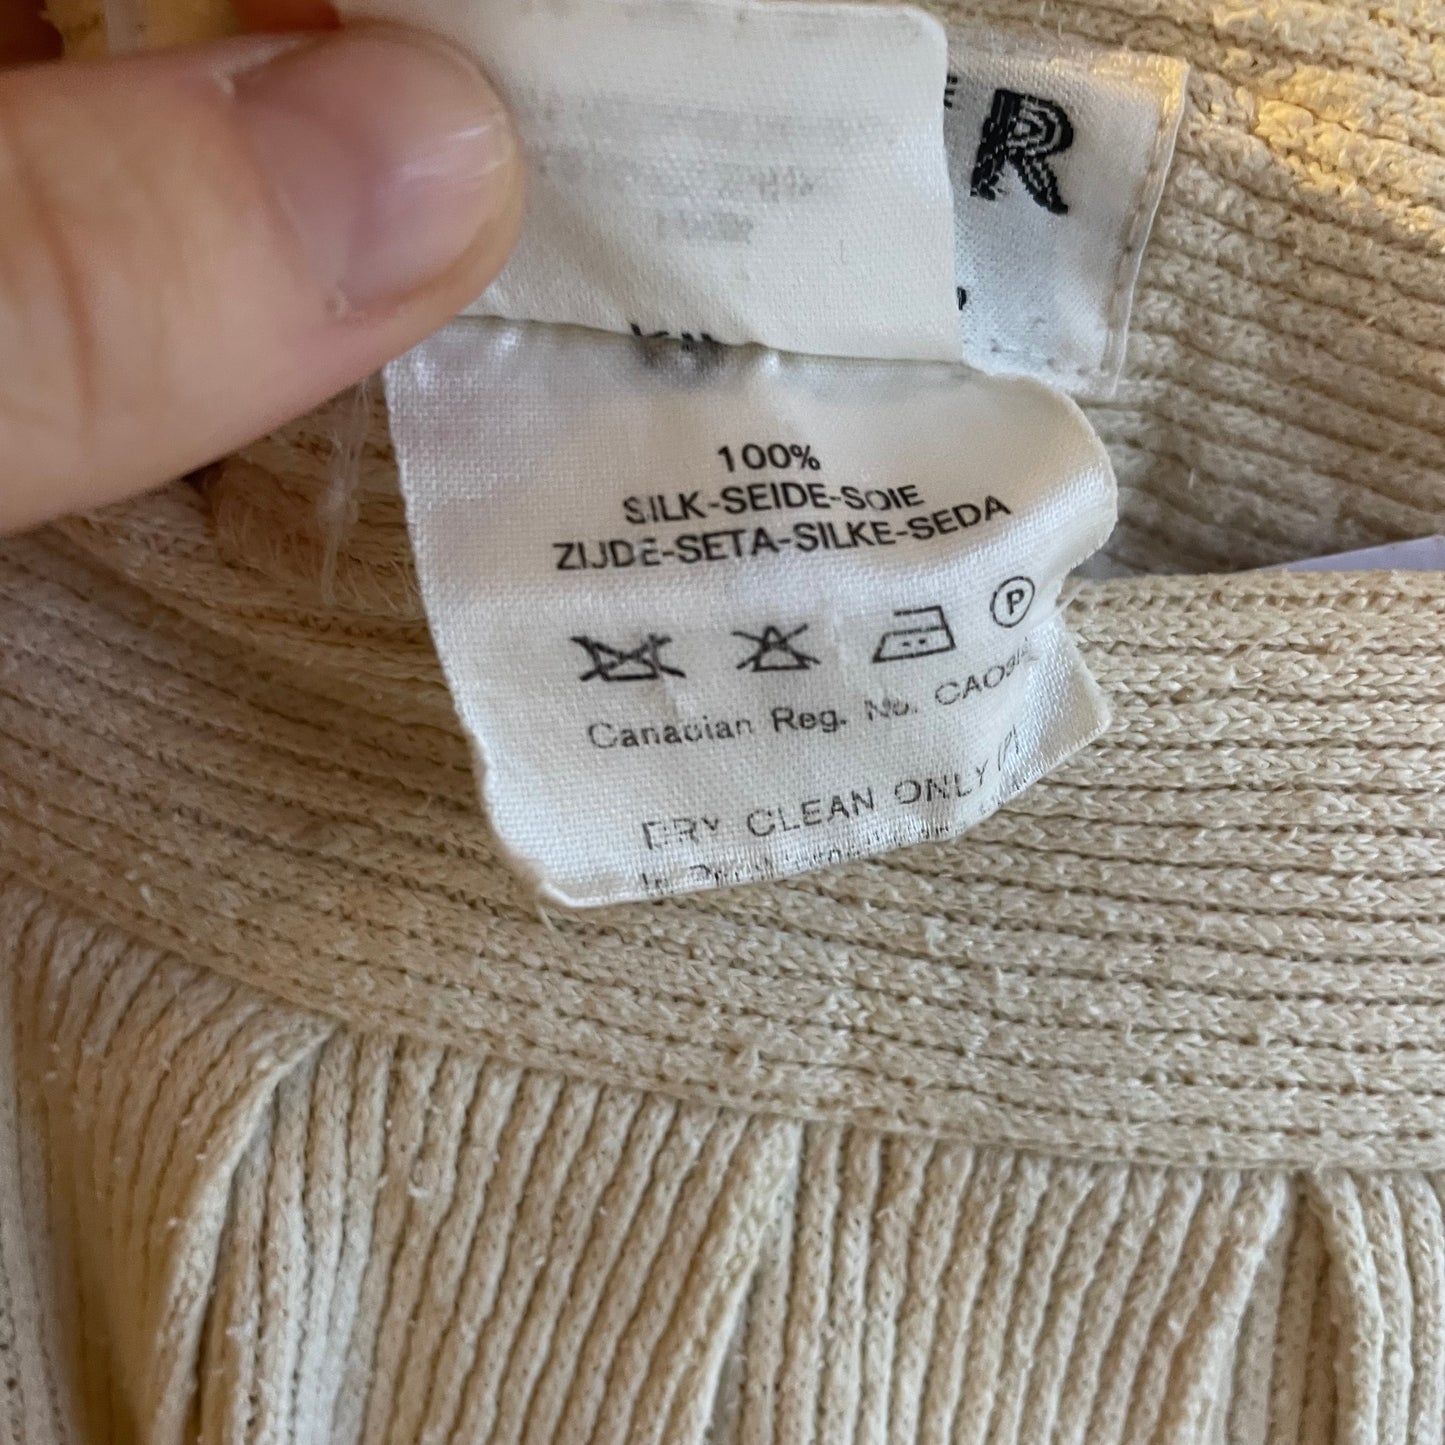 R
100%
SILK-SEIDE-SOIE
ZIJDE-SETA-SILKE-SEDA
P
Canadian Reg. No.
DRY CLEAN ONLY (P)